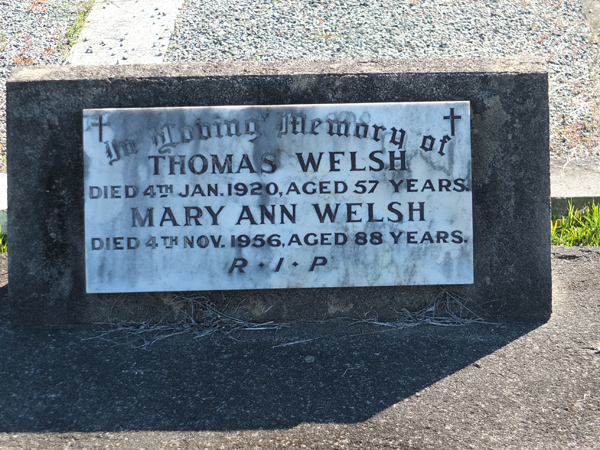 In Loving Memory of
THOMAS WELSH
DIED 4TH JAN. 1920, AGED 57 YEARS.
MARY ANN WELSH
DIED 4TH NOV. 1956, AGED 88 YEARS.
R · I · P